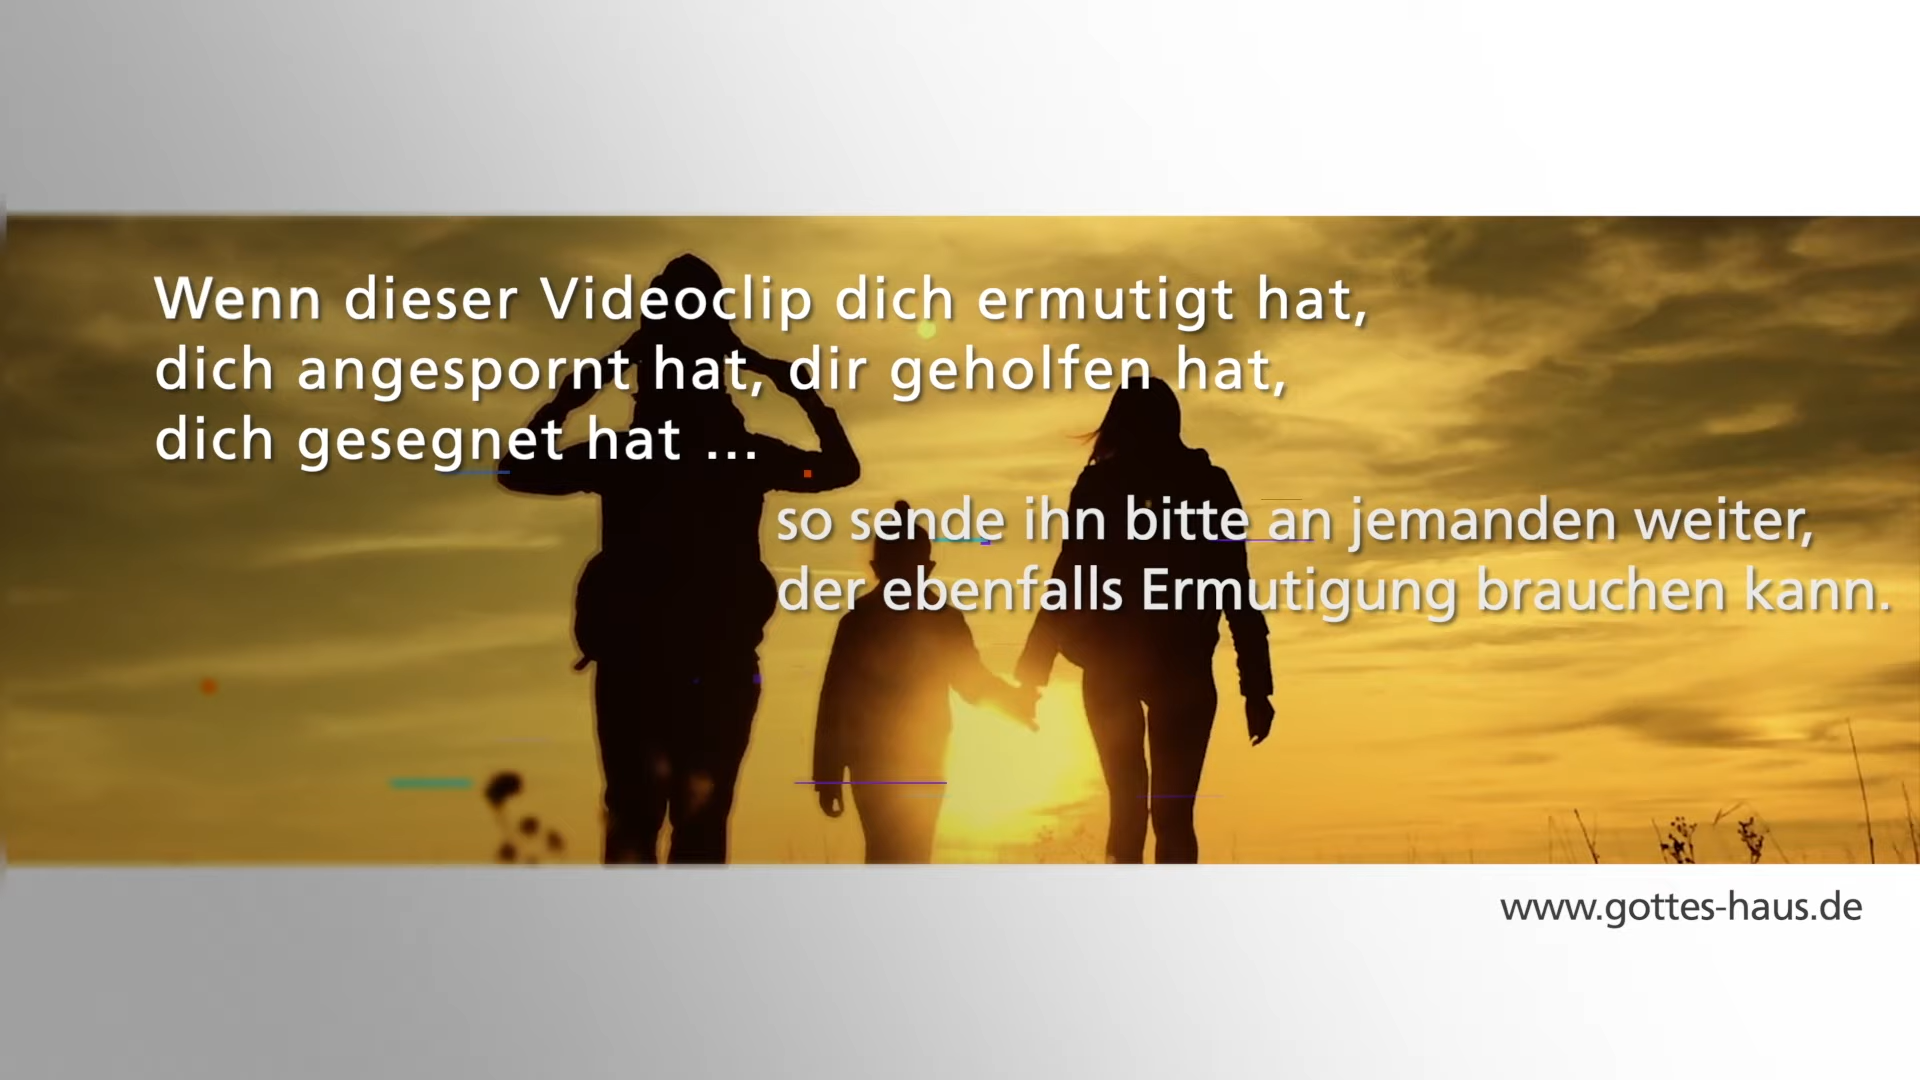 Wenn dieser Videoclip dich ermutigt hat,
dich angespornt hat, dir geholfen hat,
dich gesegnet hat ...
so sende ihn bitte an jemanden weiter,
der ebenfalls Ermutigung brauchen kann.
www.gottes-haus.de